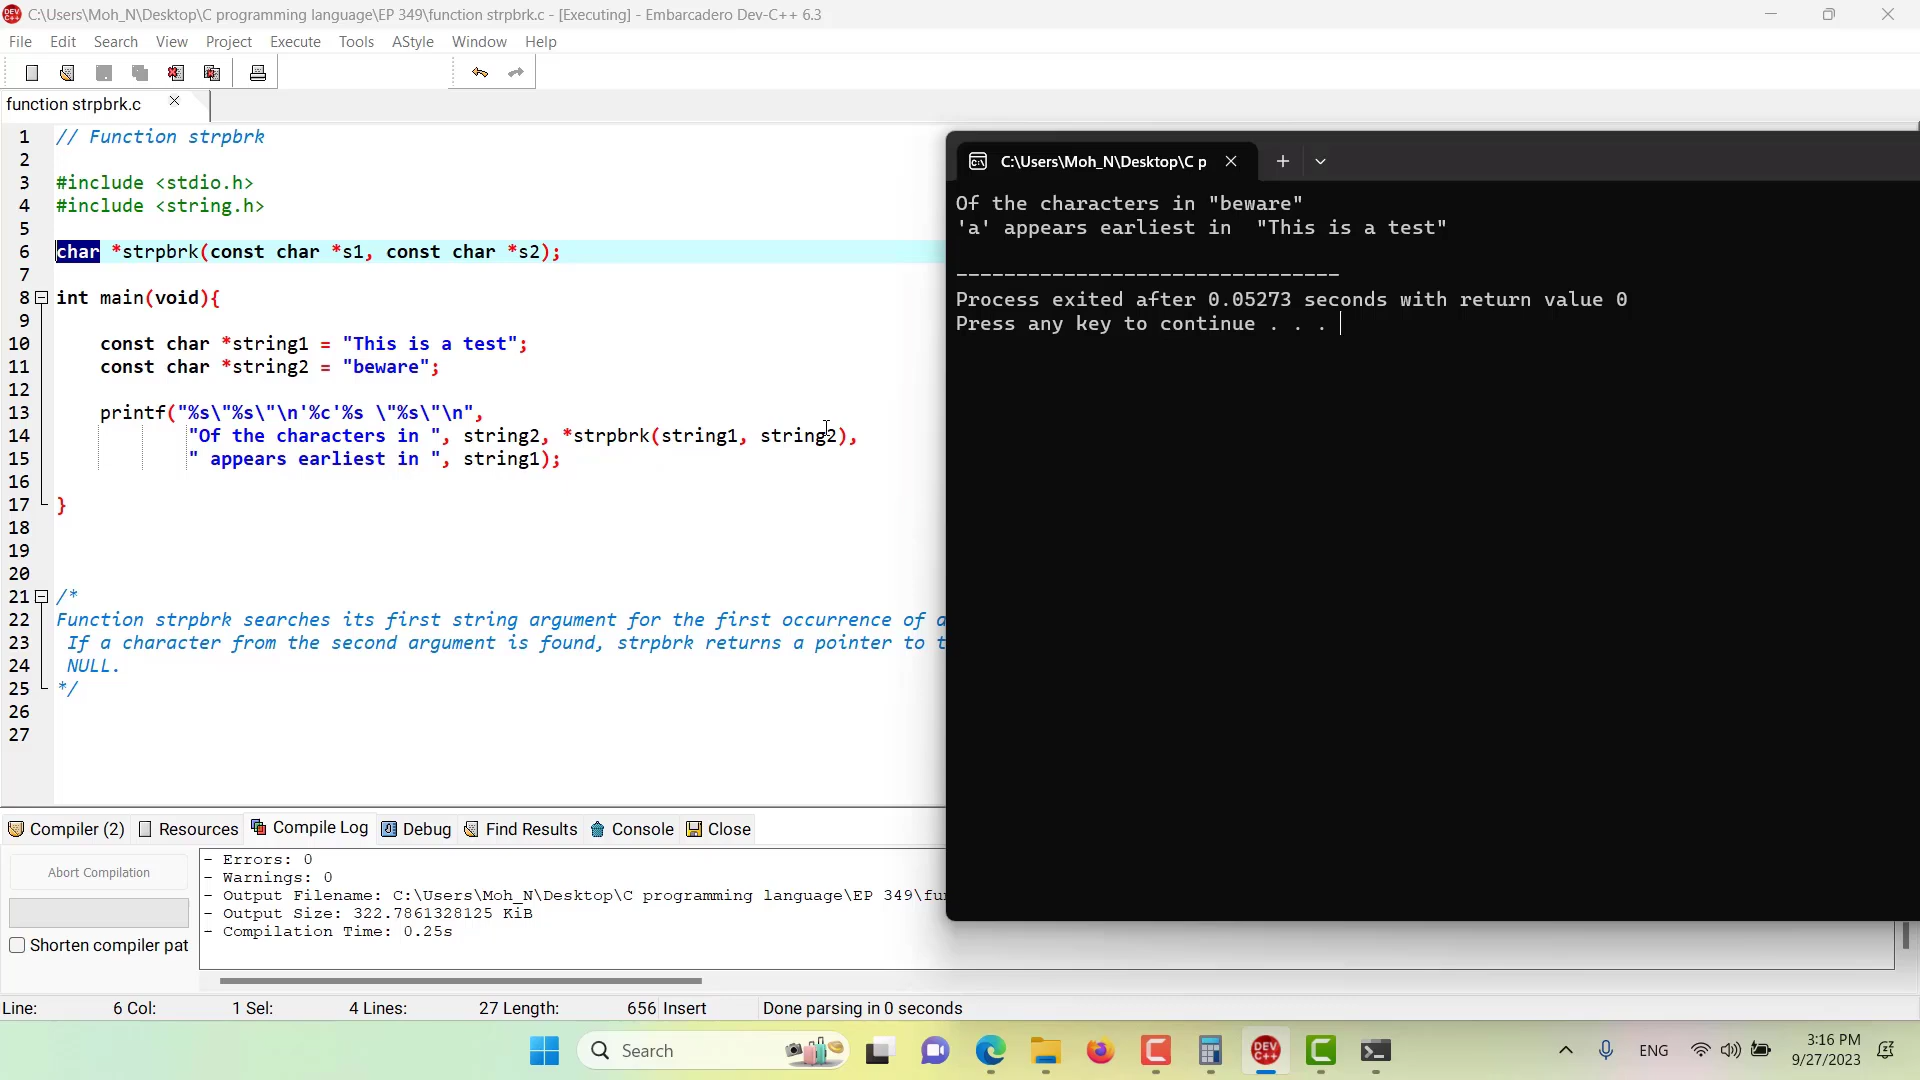 C:\Users\Moh_N\Desktop\C programming language\EP 349\function strpbrk.c - [Executing] - Embarcadero Dev-C++ 6.3
File Edit Search View Project Execute Tools AStyle Window Help
function strpbrk.c
1 // Function strpbrk
2
3 #include <stdio.h>
4 #include <string.h>
5
6 char *strpbrk(const char *s1, const char *s2);
7
8 int main(void){
9
10 const char *string1 = "This is a test";
11 const char *string2 = "beware";
12
13 printf("%s\"%s\"\n'%c'%s \"%s\"\n",
14 "Of the characters in ", string2, *strpbrk(string1, string2),
15 " appears earliest in ", string1);
16
17 }
18
19
20
21 /*
22 Function strpbrk searches its first string argument for the first occurrence of a
23 If a character from the second argument is found, strpbrk returns a pointer to t
24 NULL.
25 */
26
27
C:\Users\Moh_N\Desktop\C p
Of the characters in "beware"
'a' appears earliest in  "This is a test"
--------------------------------
Process exited after 0.05273 seconds with return value 0
Press any key to continue . . .
Compiler (2) Resources Compile Log Debug Find Results Console Close
Abort Compilation
Shorten compiler pat
- Errors: 0
- Warnings: 0
- Output Filename: C:\Users\Moh_N\Desktop\C programming language\EP 349\fu
- Output Size: 322.7861328125 KiB
- Compilation Time: 0.25s
Line: 6 Col: 1 Sel: 4 Lines: 27 Length: 656 Insert Done parsing in 0 seconds
Search
ENG
3:16 PM
9/27/2023